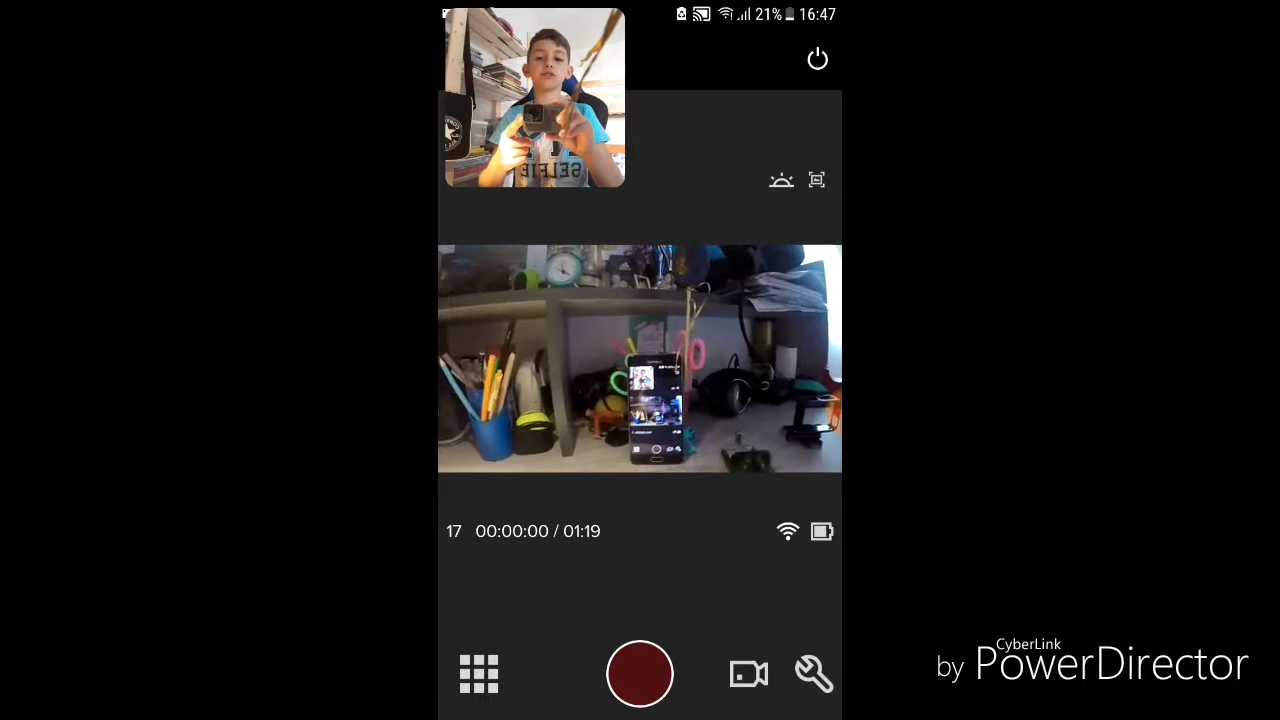 21% 16:47
SELFIE
17 00:00:00 / 01:19
CyberLink
by PowerDirector